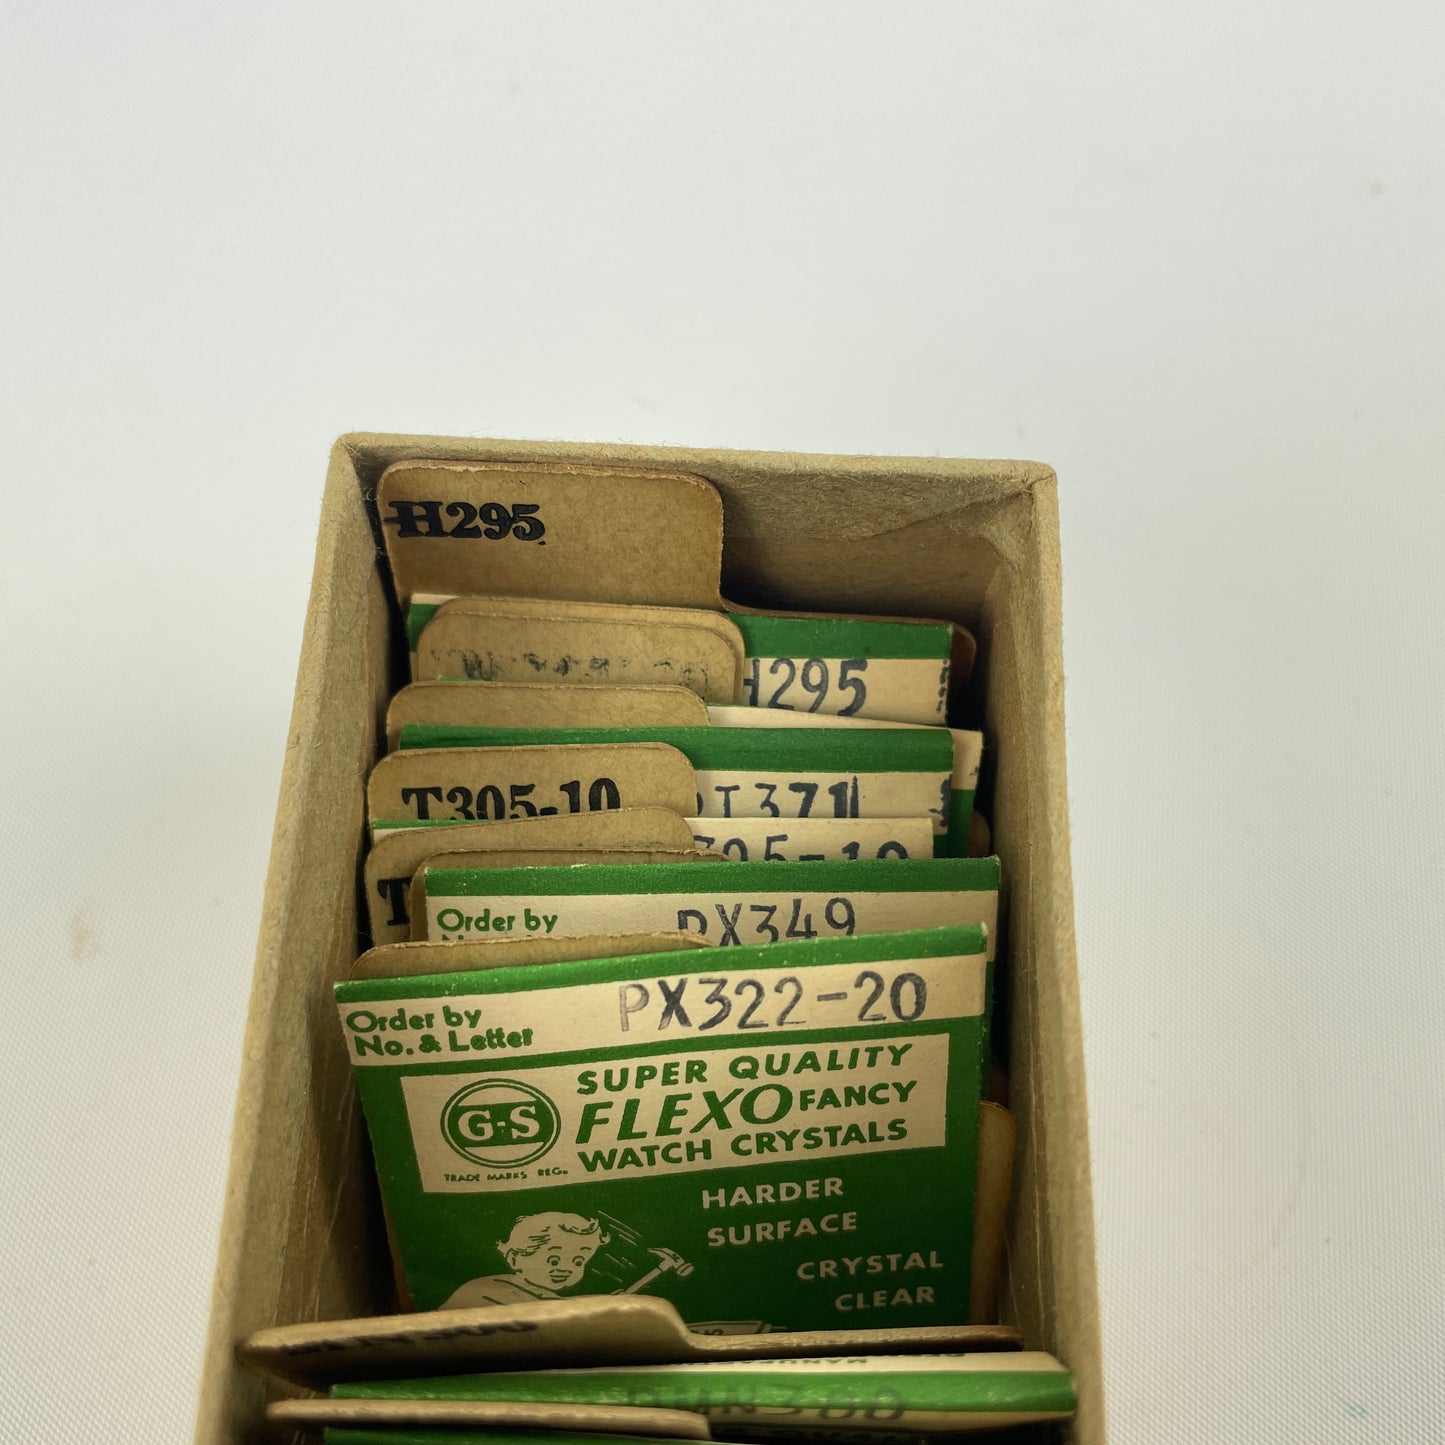 H295
H295
T371
T305-10
305-10
T
Order by
PX349
Order by
No. & Letter
PX322-20
G-S
TRADE MARKS REG.
SUPER QUALITY
FLEXO FANCY
WATCH CRYSTALS
HARDER
SURFACE
CRYSTAL
CLEAR